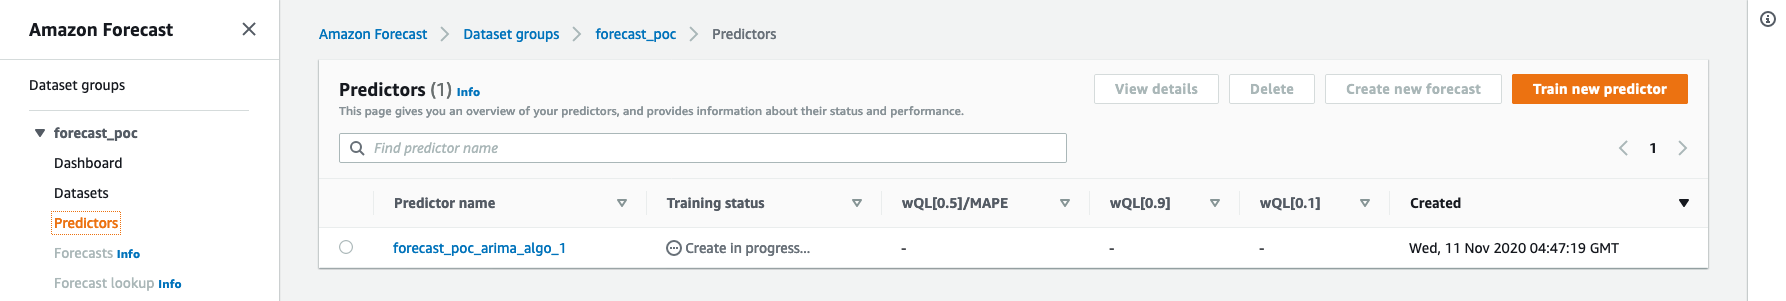 Amazon Forecast
Dataset groups
forecast_poc
Dashboard
Datasets
Predictors
Forecasts Info
Forecast lookup Info
Amazon Forecast Dataset groups forecast_poc Predictors
Predictors (1) Info
This page gives you an overview of your predictors, and provides information about their status and performance.
View details Delete Create new forecast Train new predictor
Find predictor name
1
Predictor name Training status wQL[0.5]/MAPE wQL[0.9] wQL[0.1] Created
forecast_poc_arima_algo_1 Create in progress... - - - Wed, 11 Nov 2020 04:47:19 GMT